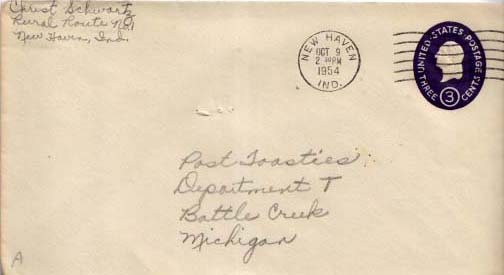 Christ Schwartz
Rural Route No. 1
New Haven, Ind.
NEW HAVEN
OCT 9
2 PM
1954
IND.
UNITED·STATES POSTAGE
THREE 3 CENTS
Post Toasties
Department T
Battle Creek
Michigan
A